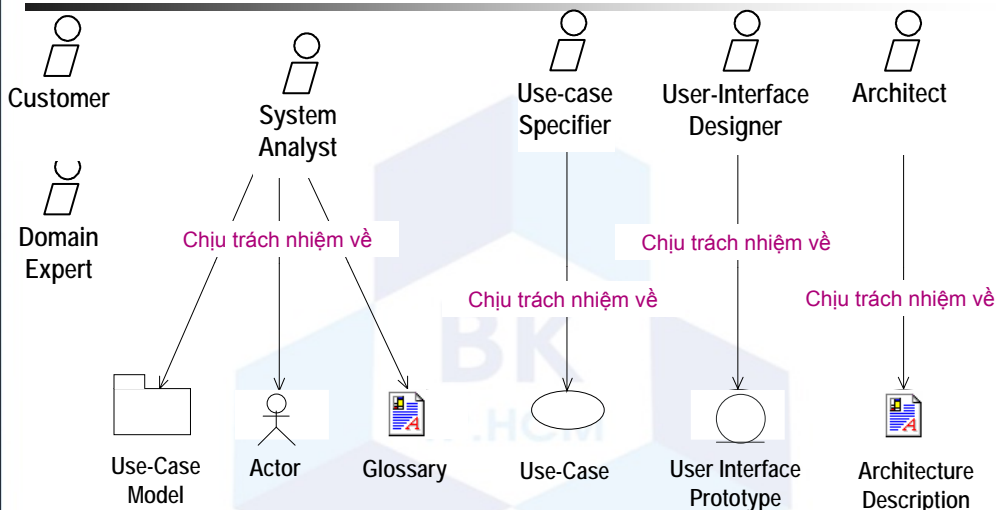 Customer
System
Analyst
Use-case
Specifier
User-Interface
Designer
Architect
Domain
Expert
Chịu trách nhiệm về
Chịu trách nhiệm về
Chịu trách nhiệm về
Chịu trách nhiệm về
BK
.HCM
Use-Case
Model
Actor
Glossary
Use-Case
User Interface
Prototype
Architecture
Description